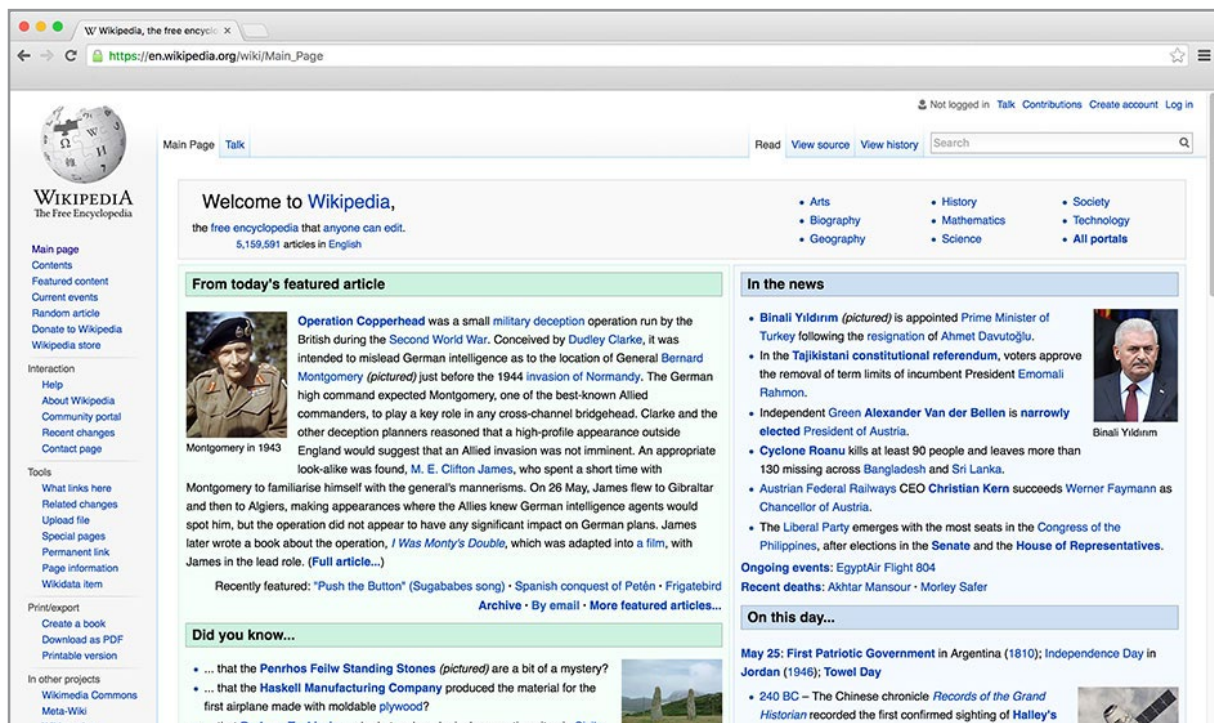 Wikipedia, the free encyclo
https://en.wikipedia.org/wiki/Main_Page
Not logged in Talk Contributions Create account Log in
Main Page Talk
Read View source View history Search
WIKIPEDIA
The Free Encyclopedia
Main page
Contents
Featured content
Current events
Random article
Donate to Wikipedia
Wikipedia store
Interaction
Help
About Wikipedia
Community portal
Recent changes
Contact page
Tools
What links here
Related changes
Upload file
Special pages
Permanent link
Page information
Wikidata item
Print/export
Create a book
Download as PDF
Printable version
In other projects
Wikimedia Commons
Meta-Wiki
Welcome to Wikipedia,
the free encyclopedia that anyone can edit.
5,159,591 articles in English
• Arts
• Biography
• Geography
• History
• Mathematics
• Science
• Society
• Technology
• All portals
From today's featured article
Montgomery in 1943
Operation Copperhead was a small military deception operation run by the
British during the Second World War. Conceived by Dudley Clarke, it was
intended to mislead German intelligence as to the location of General Bernard
Montgomery (pictured) just before the 1944 invasion of Normandy. The German
high command expected Montgomery, one of the best-known Allied
commanders, to play a key role in any cross-channel bridgehead. Clarke and the
other deception planners reasoned that a high-profile appearance outside
England would suggest that an Allied invasion was not imminent. An appropriate
look-alike was found, M. E. Clifton James, who spent a short time with
Montgomery to familiarise himself with the general's mannerisms. On 26 May, James flew to Gibraltar
and then to Algiers, making appearances where the Allies knew German intelligence agents would
spot him, but the operation did not appear to have any significant impact on German plans. James
later wrote a book about the operation, I Was Monty's Double, which was adapted into a film, with
James in the lead role. (Full article...)
Recently featured: "Push the Button" (Sugababes song) · Spanish conquest of Petén · Frigatebird
Archive · By email · More featured articles...
Did you know...
• ... that the Penrhos Feilw Standing Stones (pictured) are a bit of a mystery?
• ... that the Haskell Manufacturing Company produced the material for the
first airplane made with moldable plywood?
In the news
• Binali Yıldırım (pictured) is appointed Prime Minister of
Turkey following the resignation of Ahmet Davutoğlu.
• In the Tajikistani constitutional referendum, voters approve
the removal of term limits of incumbent President Emomali
Rahmon.
• Independent Green Alexander Van der Bellen is narrowly
elected President of Austria.
• Cyclone Roanu kills at least 90 people and leaves more than
130 missing across Bangladesh and Sri Lanka.
• Austrian Federal Railways CEO Christian Kern succeeds Werner Faymann as
Chancellor of Austria.
• The Liberal Party emerges with the most seats in the Congress of the
Philippines, after elections in the Senate and the House of Representatives.
Binali Yıldırım
Ongoing events: EgyptAir Flight 804
Recent deaths: Akhtar Mansour · Morley Safer
On this day...
May 25: First Patriotic Government in Argentina (1810); Independence Day in
Jordan (1946); Towel Day
• 240 BC – The Chinese chronicle Records of the Grand
Historian recorded the first confirmed sighting of Halley's